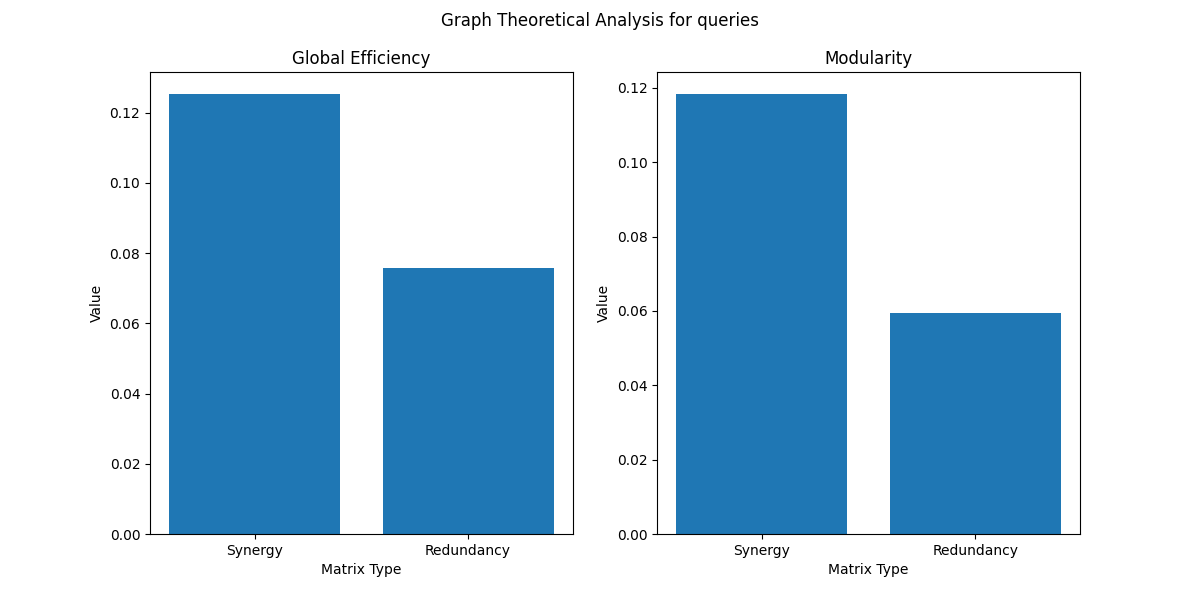 Graph Theoretical Analysis for queries
Global Efficiency
0.12
0.10
0.08
0.06
0.04
0.02
0.00
Value
Synergy
Redundancy
Matrix Type
Modularity
0.12
0.10
0.08
0.06
0.04
0.02
0.00
Value
Synergy
Redundancy
Matrix Type